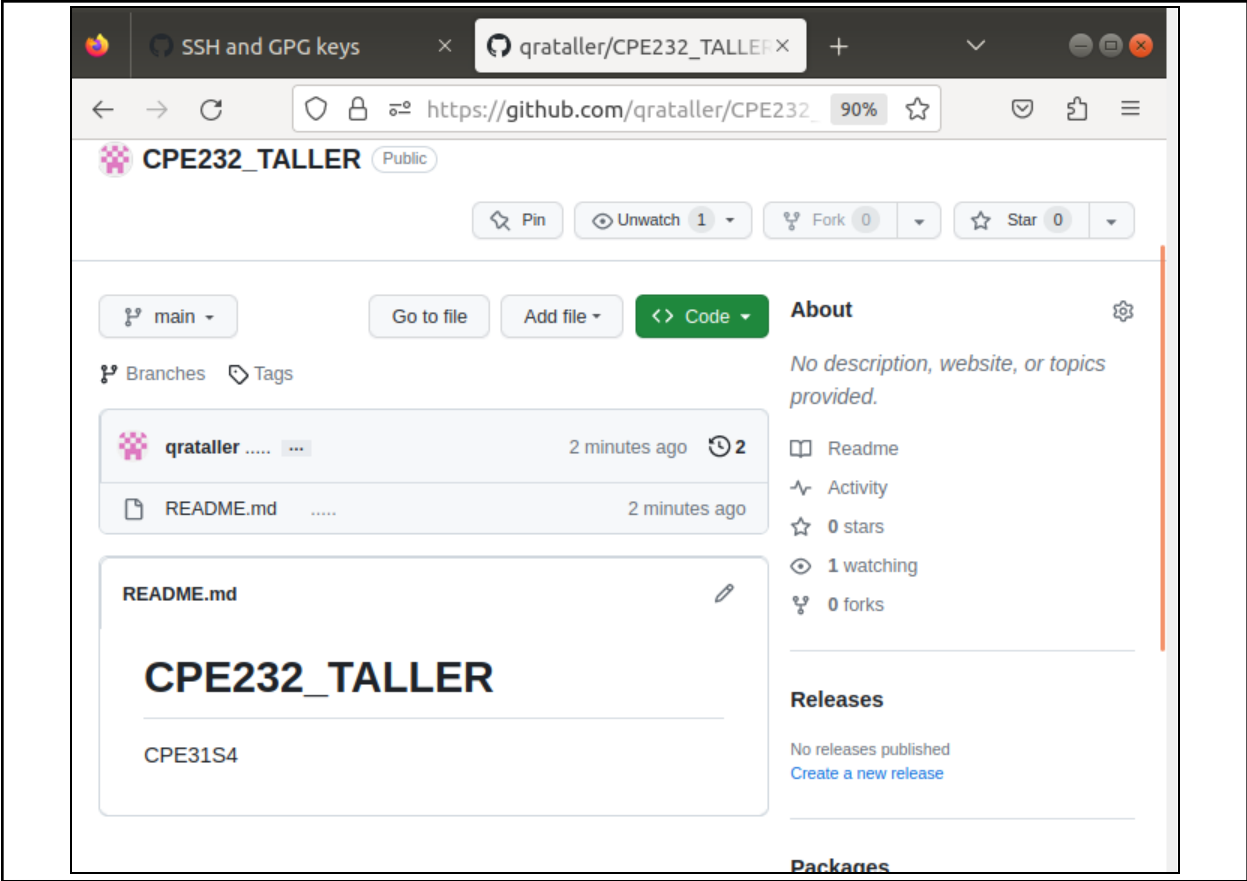 SSH and GPG keys
qrataller/CPE232_TALLER
https://github.com/qrataller/CPE232_ 90%
CPE232_TALLER Public
Pin Unwatch 1 Fork 0 Star 0
main Go to file Add file Code
Branches Tags
qrataller ..... ... 2 minutes ago 2
README.md ..... 2 minutes ago
README.md
CPE232_TALLER
CPE31S4
About
No description, website, or topics
provided.
Readme
Activity
0 stars
1 watching
0 forks
Releases
No releases published
Create a new release
Packages